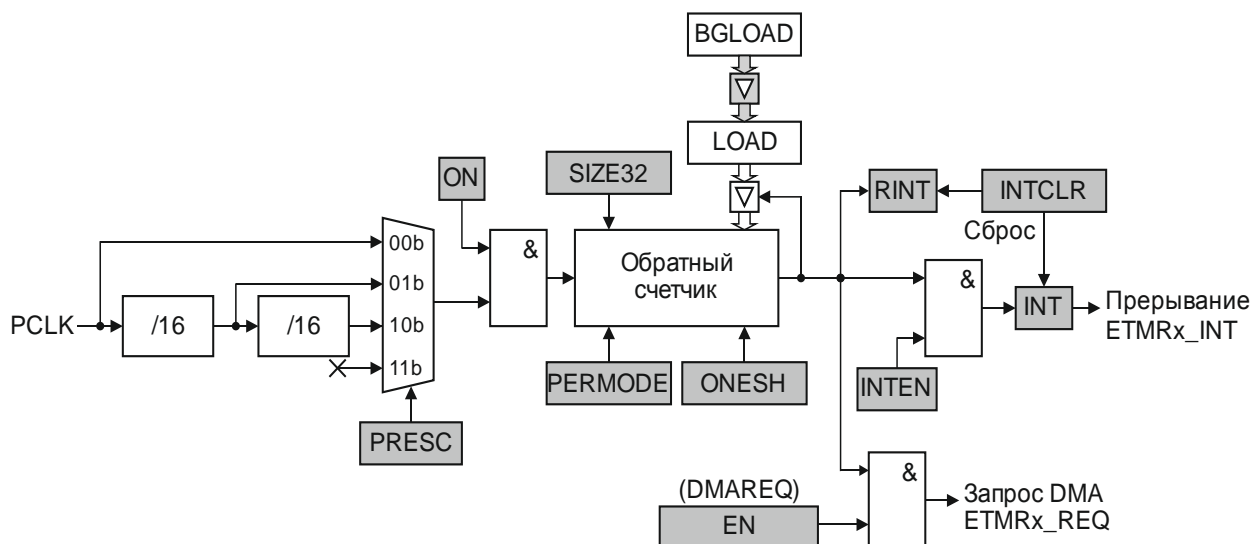 BGLOAD
LOAD
ON
SIZE32
RINT
INTCLR
Сброс
00b
01b
10b
11b
&
Обратный
счетчик
&
PCLK
/16
/16
INT
Прерывание
ETMRx_INT
PERMODE
ONESH
INTEN
PRESC
&
(DMAREQ)
EN
Запрос DMA
ETMRx_REQ